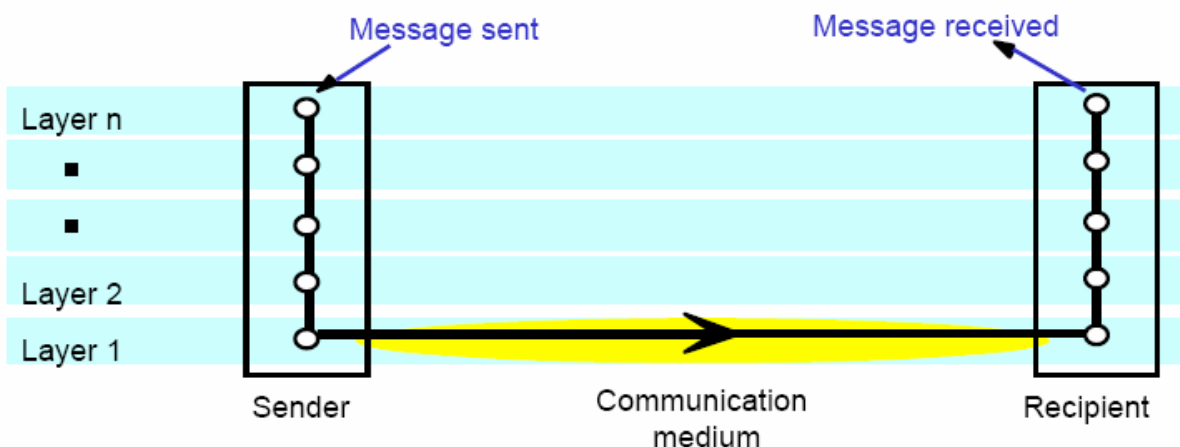 Message sent
Message received
Layer n
Layer 2
Layer 1
Sender
Communication
medium
Recipient